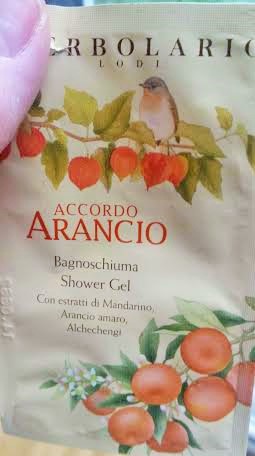 ERBOLARIO
LODI
ACCORDO
ARANCIO
Bagnoschiuma
Shower Gel
Con estratti di Mandarino,
Arancio amaro,
Alchechengi